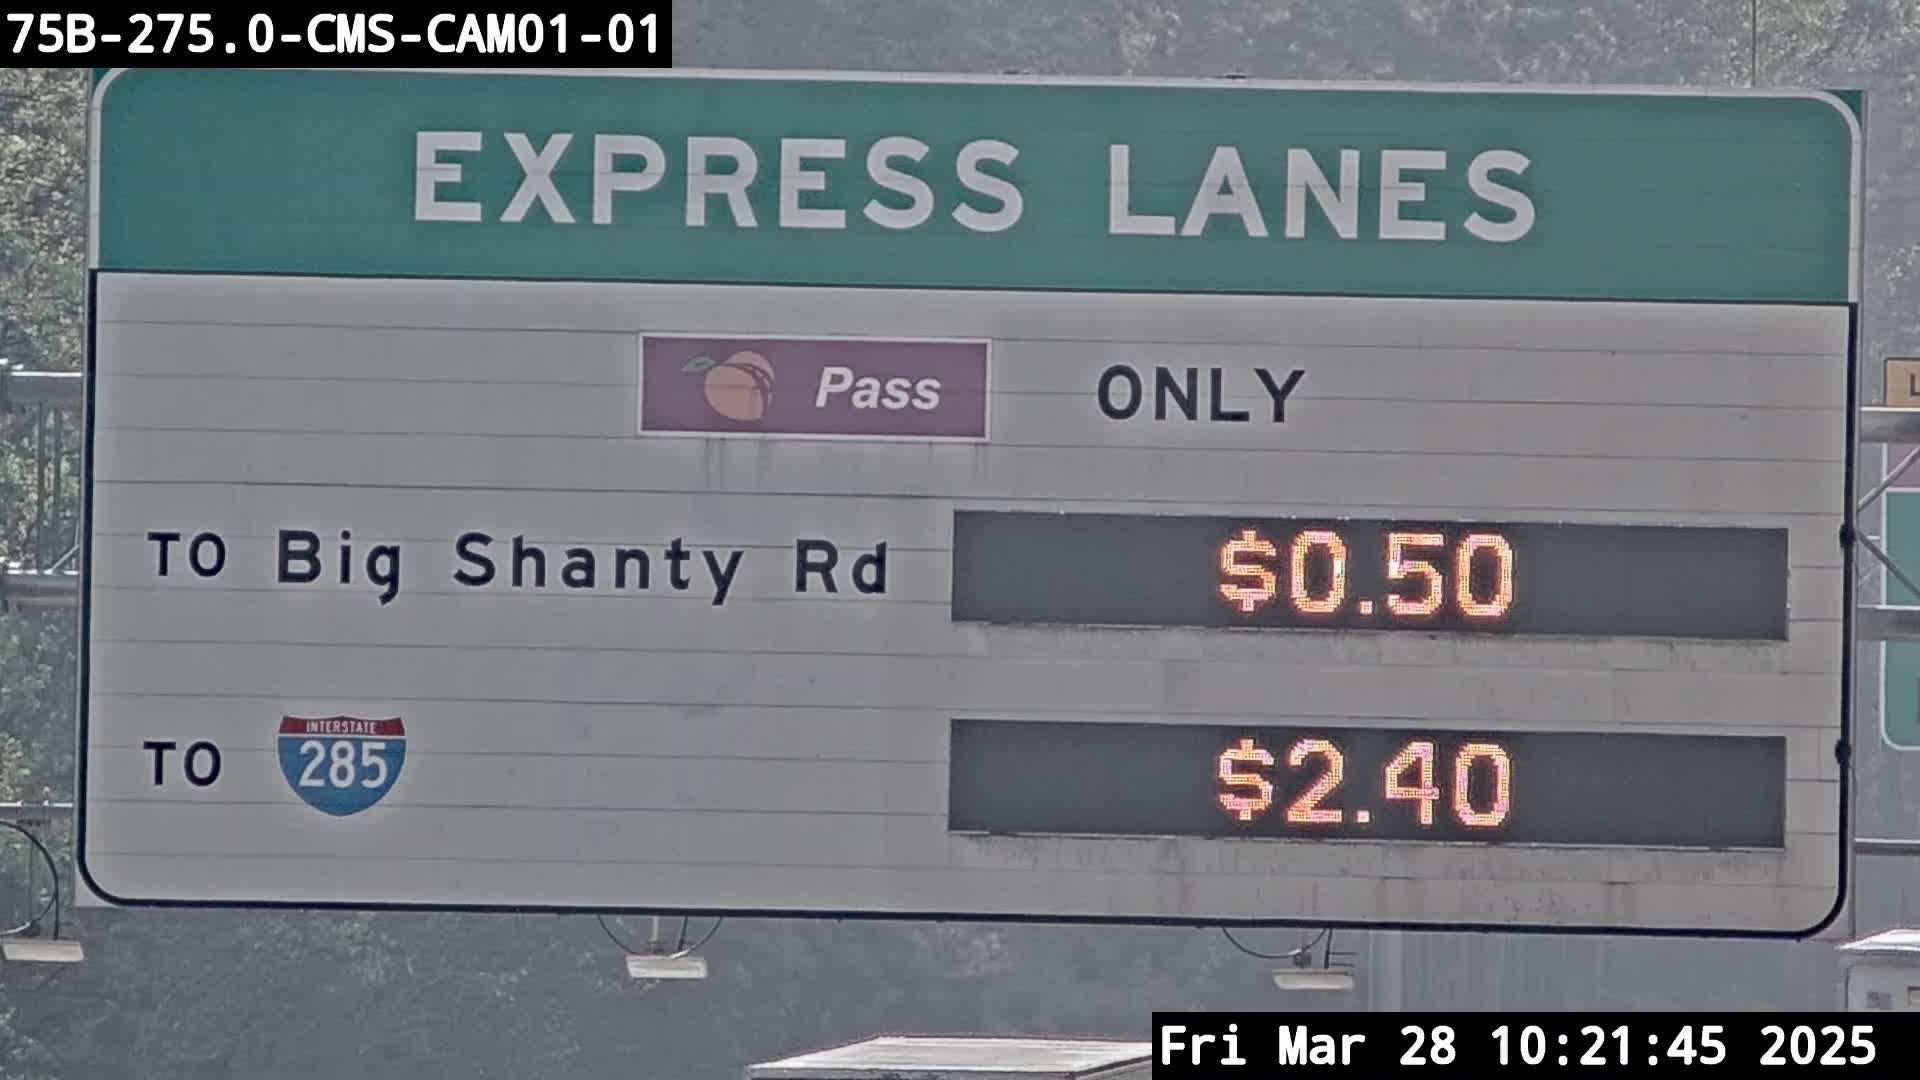 75B-275.0-CMS-CAM01-01
EXPRESS LANES
Pass ONLY
TO Big Shanty Rd $0.50
TO INTERSTATE 285 $2.40
Fri Mar 28 10:21:45 2025